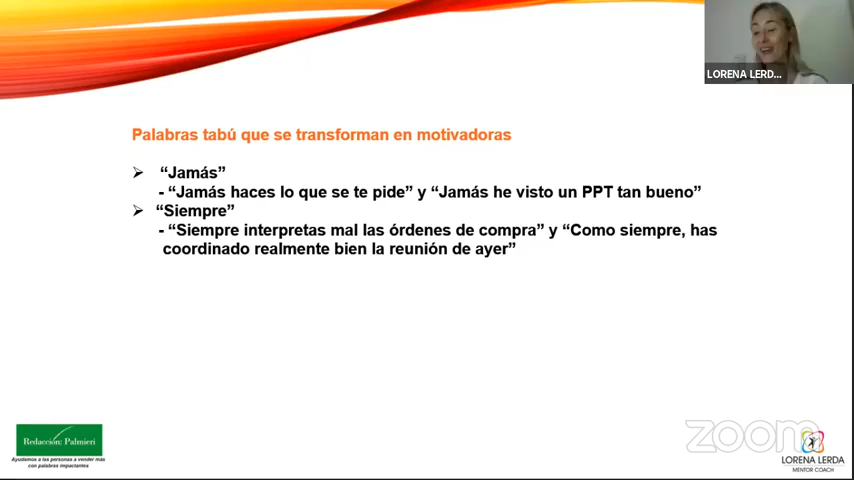 LORENA LERD...
Palabras tabú que se transforman en motivadoras
➢ “Jamás”
- “Jamás haces lo que se te pide” y “Jamás he visto un PPT tan bueno”
➢ “Siempre”
- “Siempre interpretas mal las órdenes de compra” y “Como siempre, has
coordinado realmente bien la reunión de ayer”
Redacción: Palmieri
Ayudamos a las personas a vender más
con palabras impactantes
zoom
LORENA LERDA
MENTOR COACH